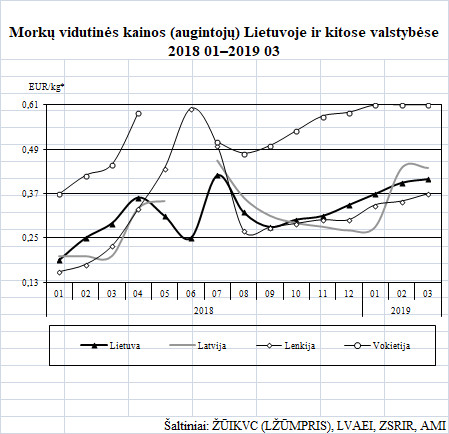 Morkų vidutinės kainos (augintojų) Lietuvoje ir kitose valstybėse
2018 01–2019 03
EUR/kg*
0,61
0,49
0,37
0,25
0,13
01 02 03 04 05 06 07 08 09 10 11 12 01 02 03
2018 2019
Lietuva Latvija Lenkija Vokietija
Šaltiniai: ŽŪIKVC (LŽŪMPRIS), LVAEI, ZSRIR, AMI